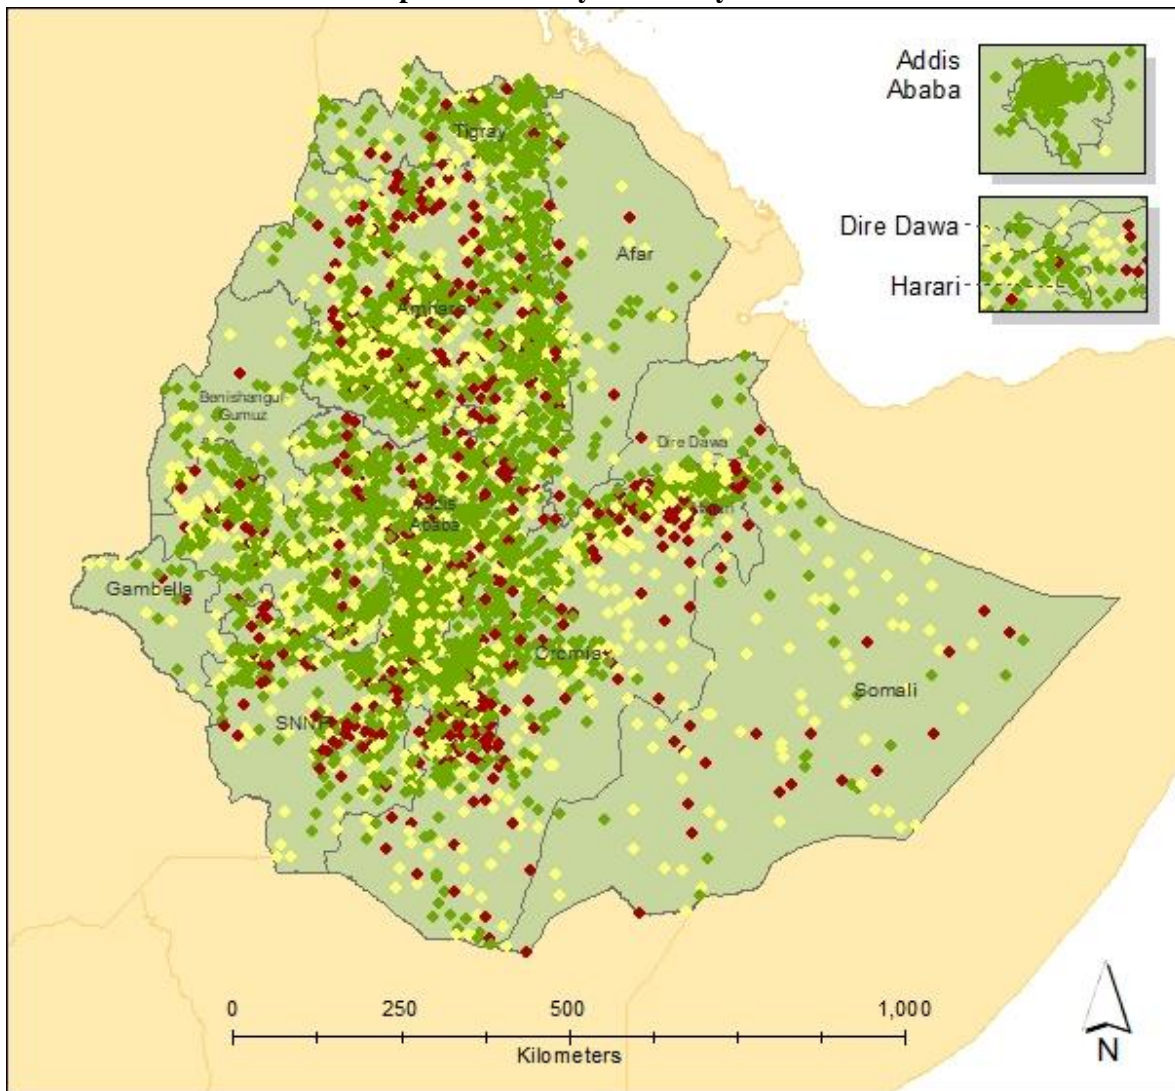 Addis
Ababa
Dire Dawa
Harari
Tigray
Afar
Amhara
Benishangul
Gumuz
Dire Dawa
Addis
Ababa
Gambella
Oromia
Somali
0 250 500 1,000
Kilometers
N